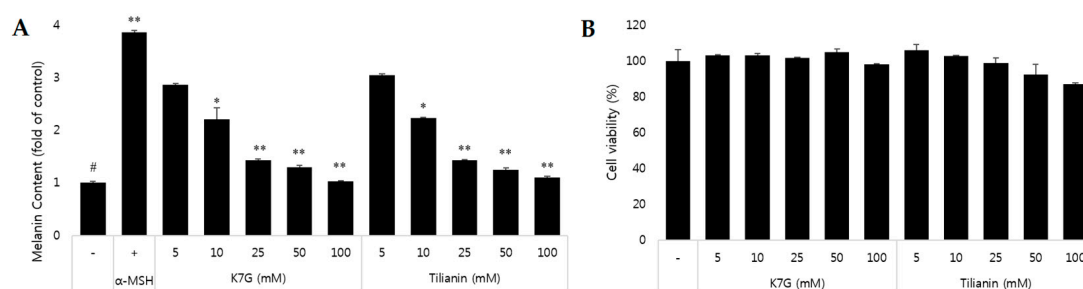 A
Melanin Content (fold of control)
4
3
2
1
0
#
**
*
**
**
**
*
**
**
**
- + 5 10 25 50 100 5 10 25 50 100
α-MSH K7G (mM) Tilianin (mM)
B
Cell viability (%)
120
100
80
60
40
20
0
- 5 10 25 50 100 5 10 25 50 100
K7G (mM) Tilianin (mM)